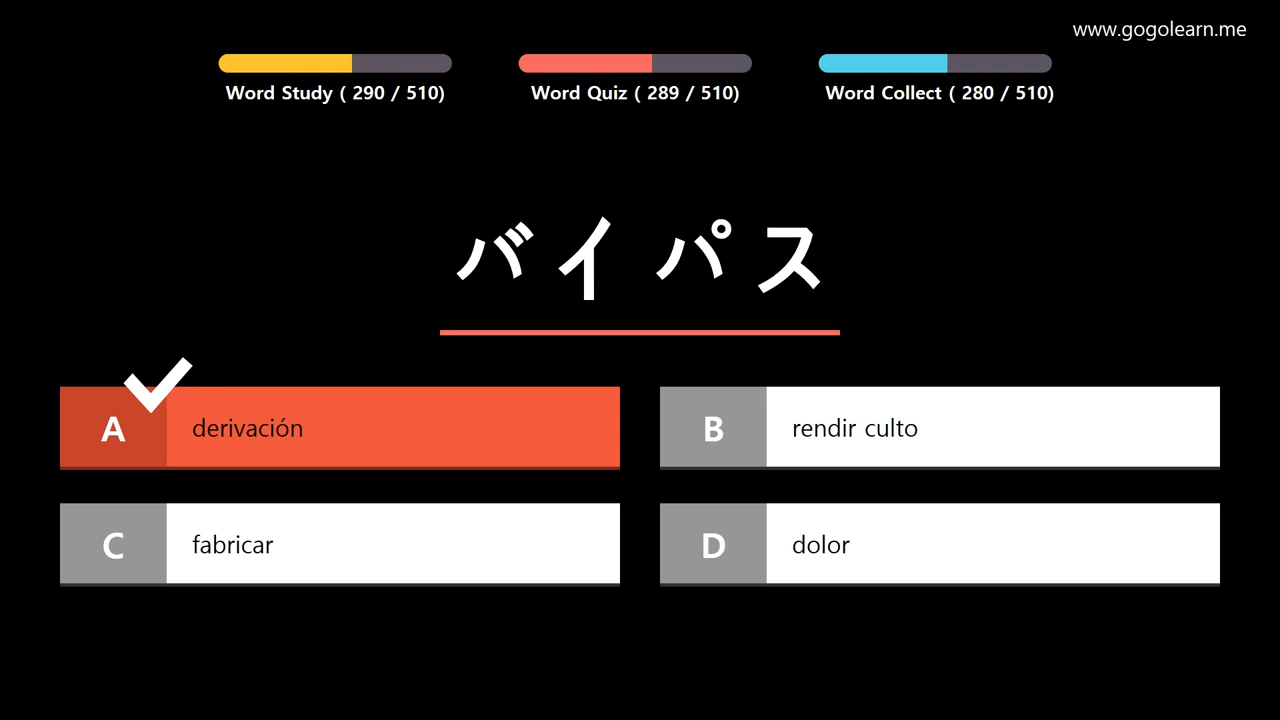 www.gogolearn.me
Word Study ( 290 / 510)
Word Quiz ( 289 / 510)
Word Collect ( 280 / 510)
バイパス
A derivación
B rendir culto
C fabricar
D dolor